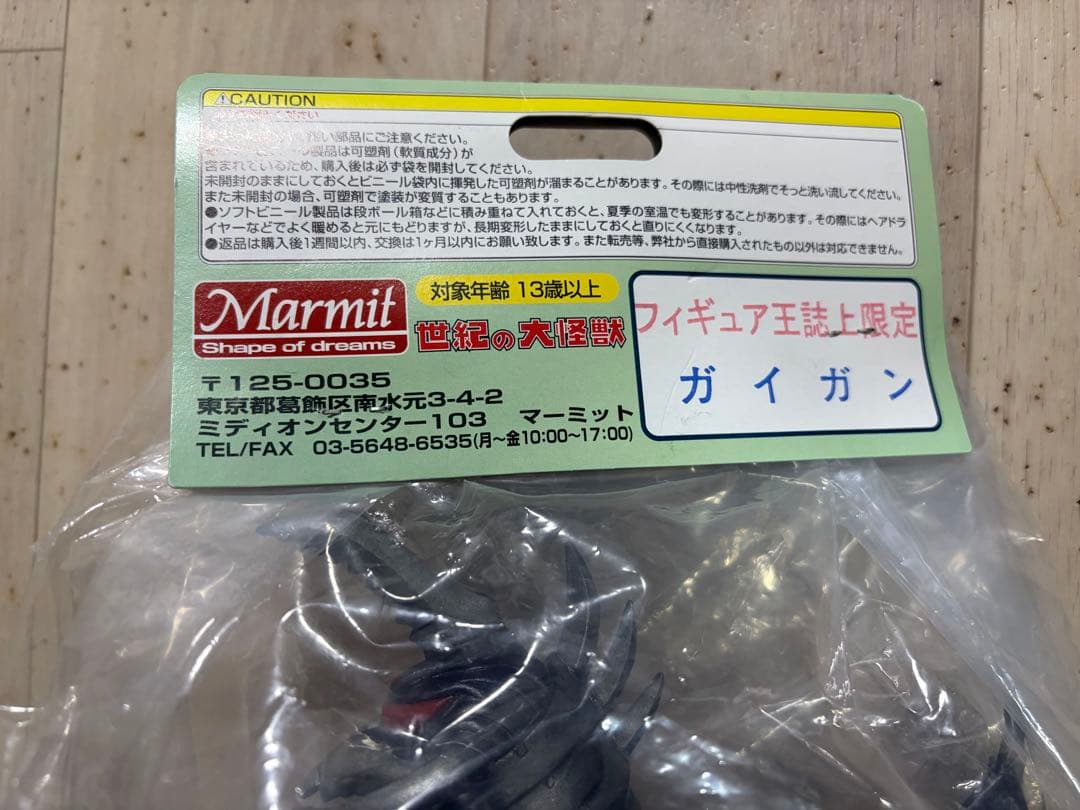 ⚠CAUTION
ください
い部品にご注意ください。
製品は可塑剤(軟質成分)が
含まれているため、購入後は必ず袋を開封してください。
未開封のままにしておくとビニール袋内に揮発した可塑剤が溜まることがあります。その際には中性洗剤でそっと洗い流してください。
また未開封の場合、可塑剤で塗装が変質することもあります。
●ソフトビニール製品は段ボール箱などに積み重ねて入れておくと、夏季の室温でも変形することがあります。その際にはヘアドラ
イヤーなどでよく暖めると元にもどりますが、長期変形したままにしておくと直りにくくなります。
●返品は購入後1週間以内、交換は1ヶ月以内にお願い致します。また転売等、弊社から直接購入されたもの以外は対応できません。
Marmit
Shape of dreams
対象年齢 13歳以上
世紀の大怪獣
フィギュア王誌上限定
ガイガン
〒125-0035
東京都葛飾区南水元3-4-2
ミディオンセンター103 マーミット
TEL/FAX 03-5648-6535(月〜金10:00〜17:00)